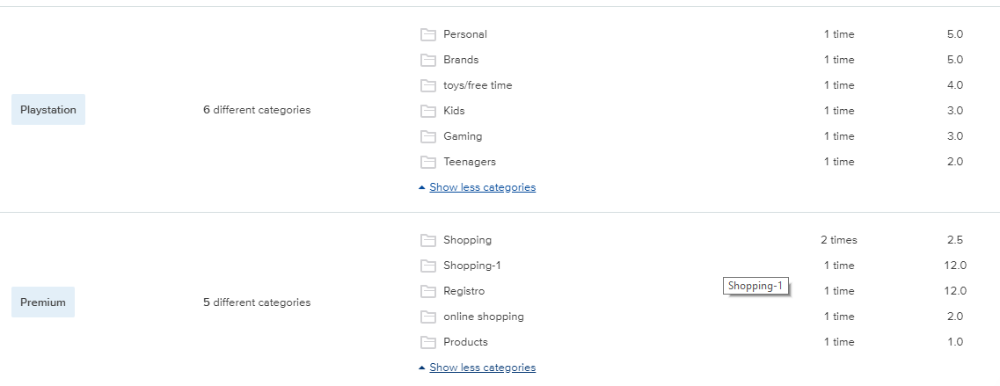 Personal 1 time 5.0
Brands 1 time 5.0
toys/free time 1 time 4.0
Playstation 6 different categories Kids 1 time 3.0
Gaming 1 time 3.0
Teenagers 1 time 2.0
Show less categories
Shopping 2 times 2.5
Shopping-1 1 time 12.0
Shopping-1
Registro 1 time 12.0
Premium 5 different categories online shopping 1 time 2.0
Products 1 time 1.0
Show less categories